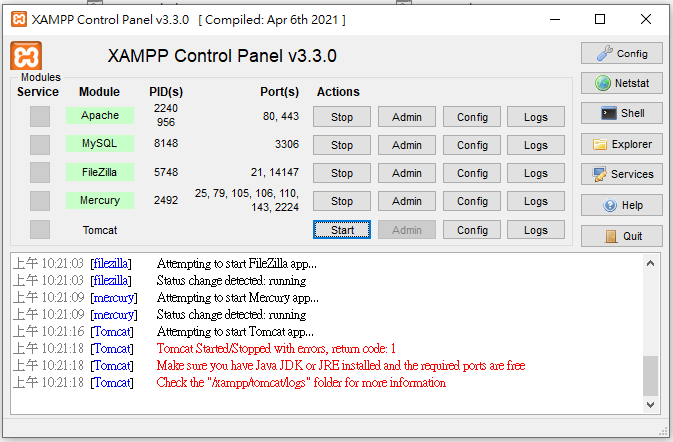 XAMPP Control Panel v3.3.0 [ Compiled: Apr 6th 2021 ]
XAMPP Control Panel v3.3.0
Config
Modules
Service Module PID(s) Port(s) Actions
Netstat
Apache 2240 956 80, 443 Stop Admin Config Logs
Shell
MySQL 8148 3306 Stop Admin Config Logs
Explorer
FileZilla 5748 21, 14147 Stop Admin Config Logs
Services
Mercury 2492 25, 79, 105, 106, 110, 143, 2224 Stop Admin Config Logs
Help
Tomcat Start Admin Config Logs
Quit
上午 10:21:03 [filezilla] Attempting to start FileZilla app...
上午 10:21:03 [filezilla] Status change detected: running
上午 10:21:09 [mercury] Attempting to start Mercury app...
上午 10:21:09 [mercury] Status change detected: running
上午 10:21:16 [Tomcat] Attempting to start Tomcat app...
上午 10:21:18 [Tomcat] Tomcat Started/Stopped with errors, return code: 1
上午 10:21:18 [Tomcat] Make sure you have Java JDK or JRE installed and the required ports are free
上午 10:21:18 [Tomcat] Check the "/xampp/tomcat/logs" folder for more information